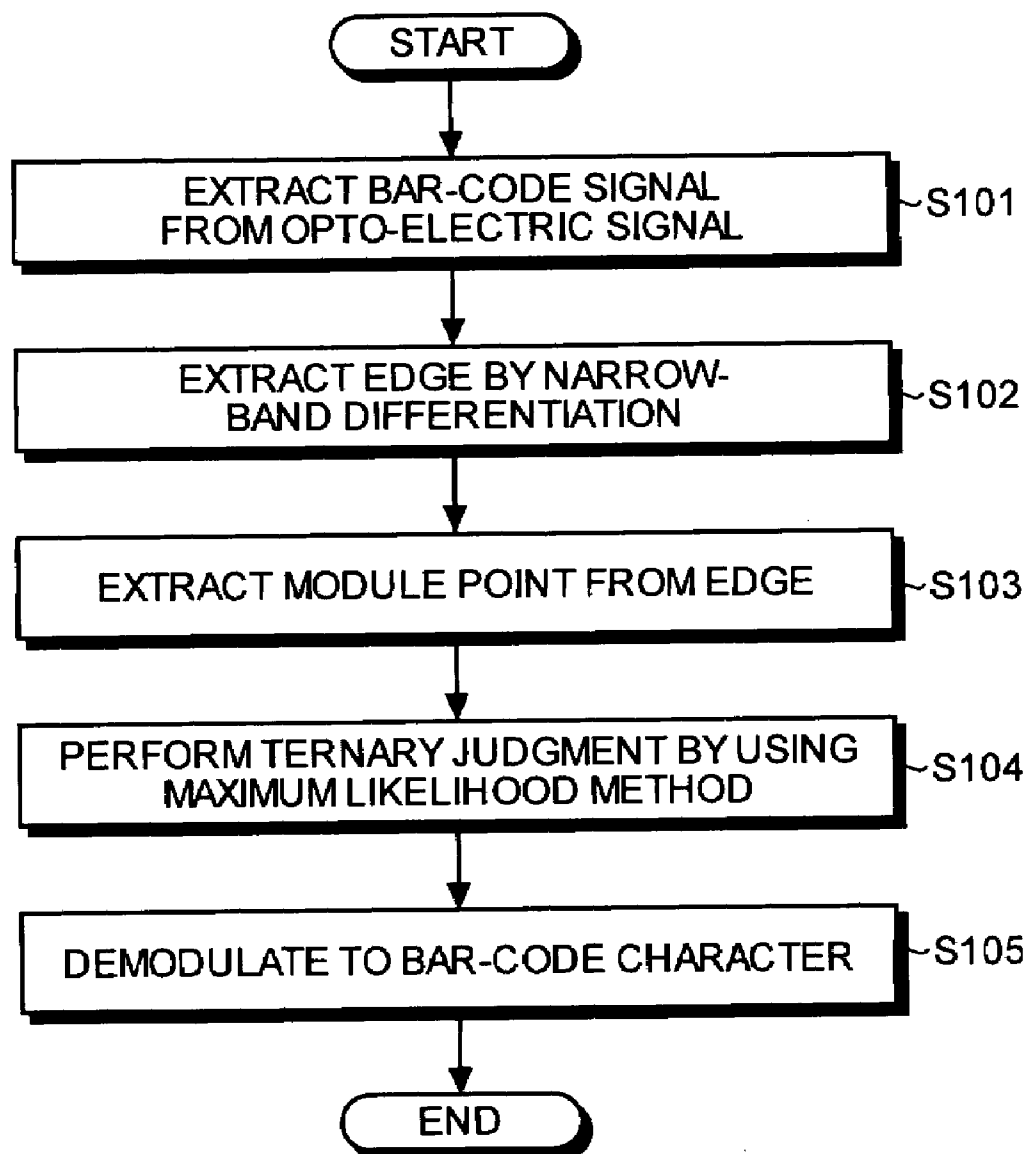 START
EXTRACT BAR-CODE SIGNAL
FROM OPTO-ELECTRIC SIGNAL
S101
EXTRACT EDGE BY NARROW-
BAND DIFFERENTIATION
S102
EXTRACT MODULE POINT FROM EDGE
S103
PERFORM TERNARY JUDGMENT BY USING
MAXIMUM LIKELIHOOD METHOD
S104
DEMODULATE TO BAR-CODE CHARACTER
S105
END